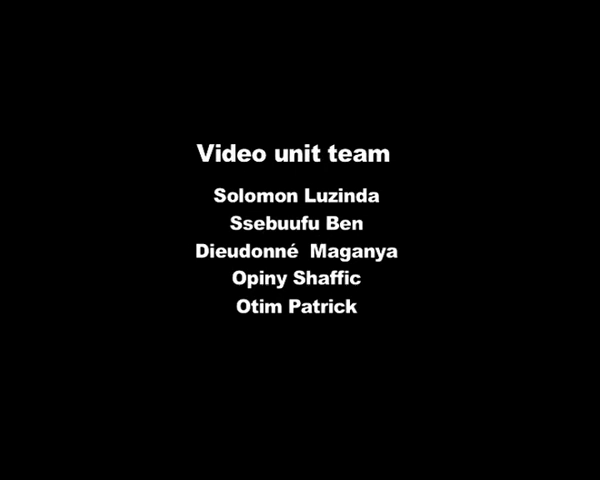 Video unit team
Solomon Luzinda
Ssebuufu Ben
Dieudonné  Maganya
Opiny Shaffic
Otim Patrick